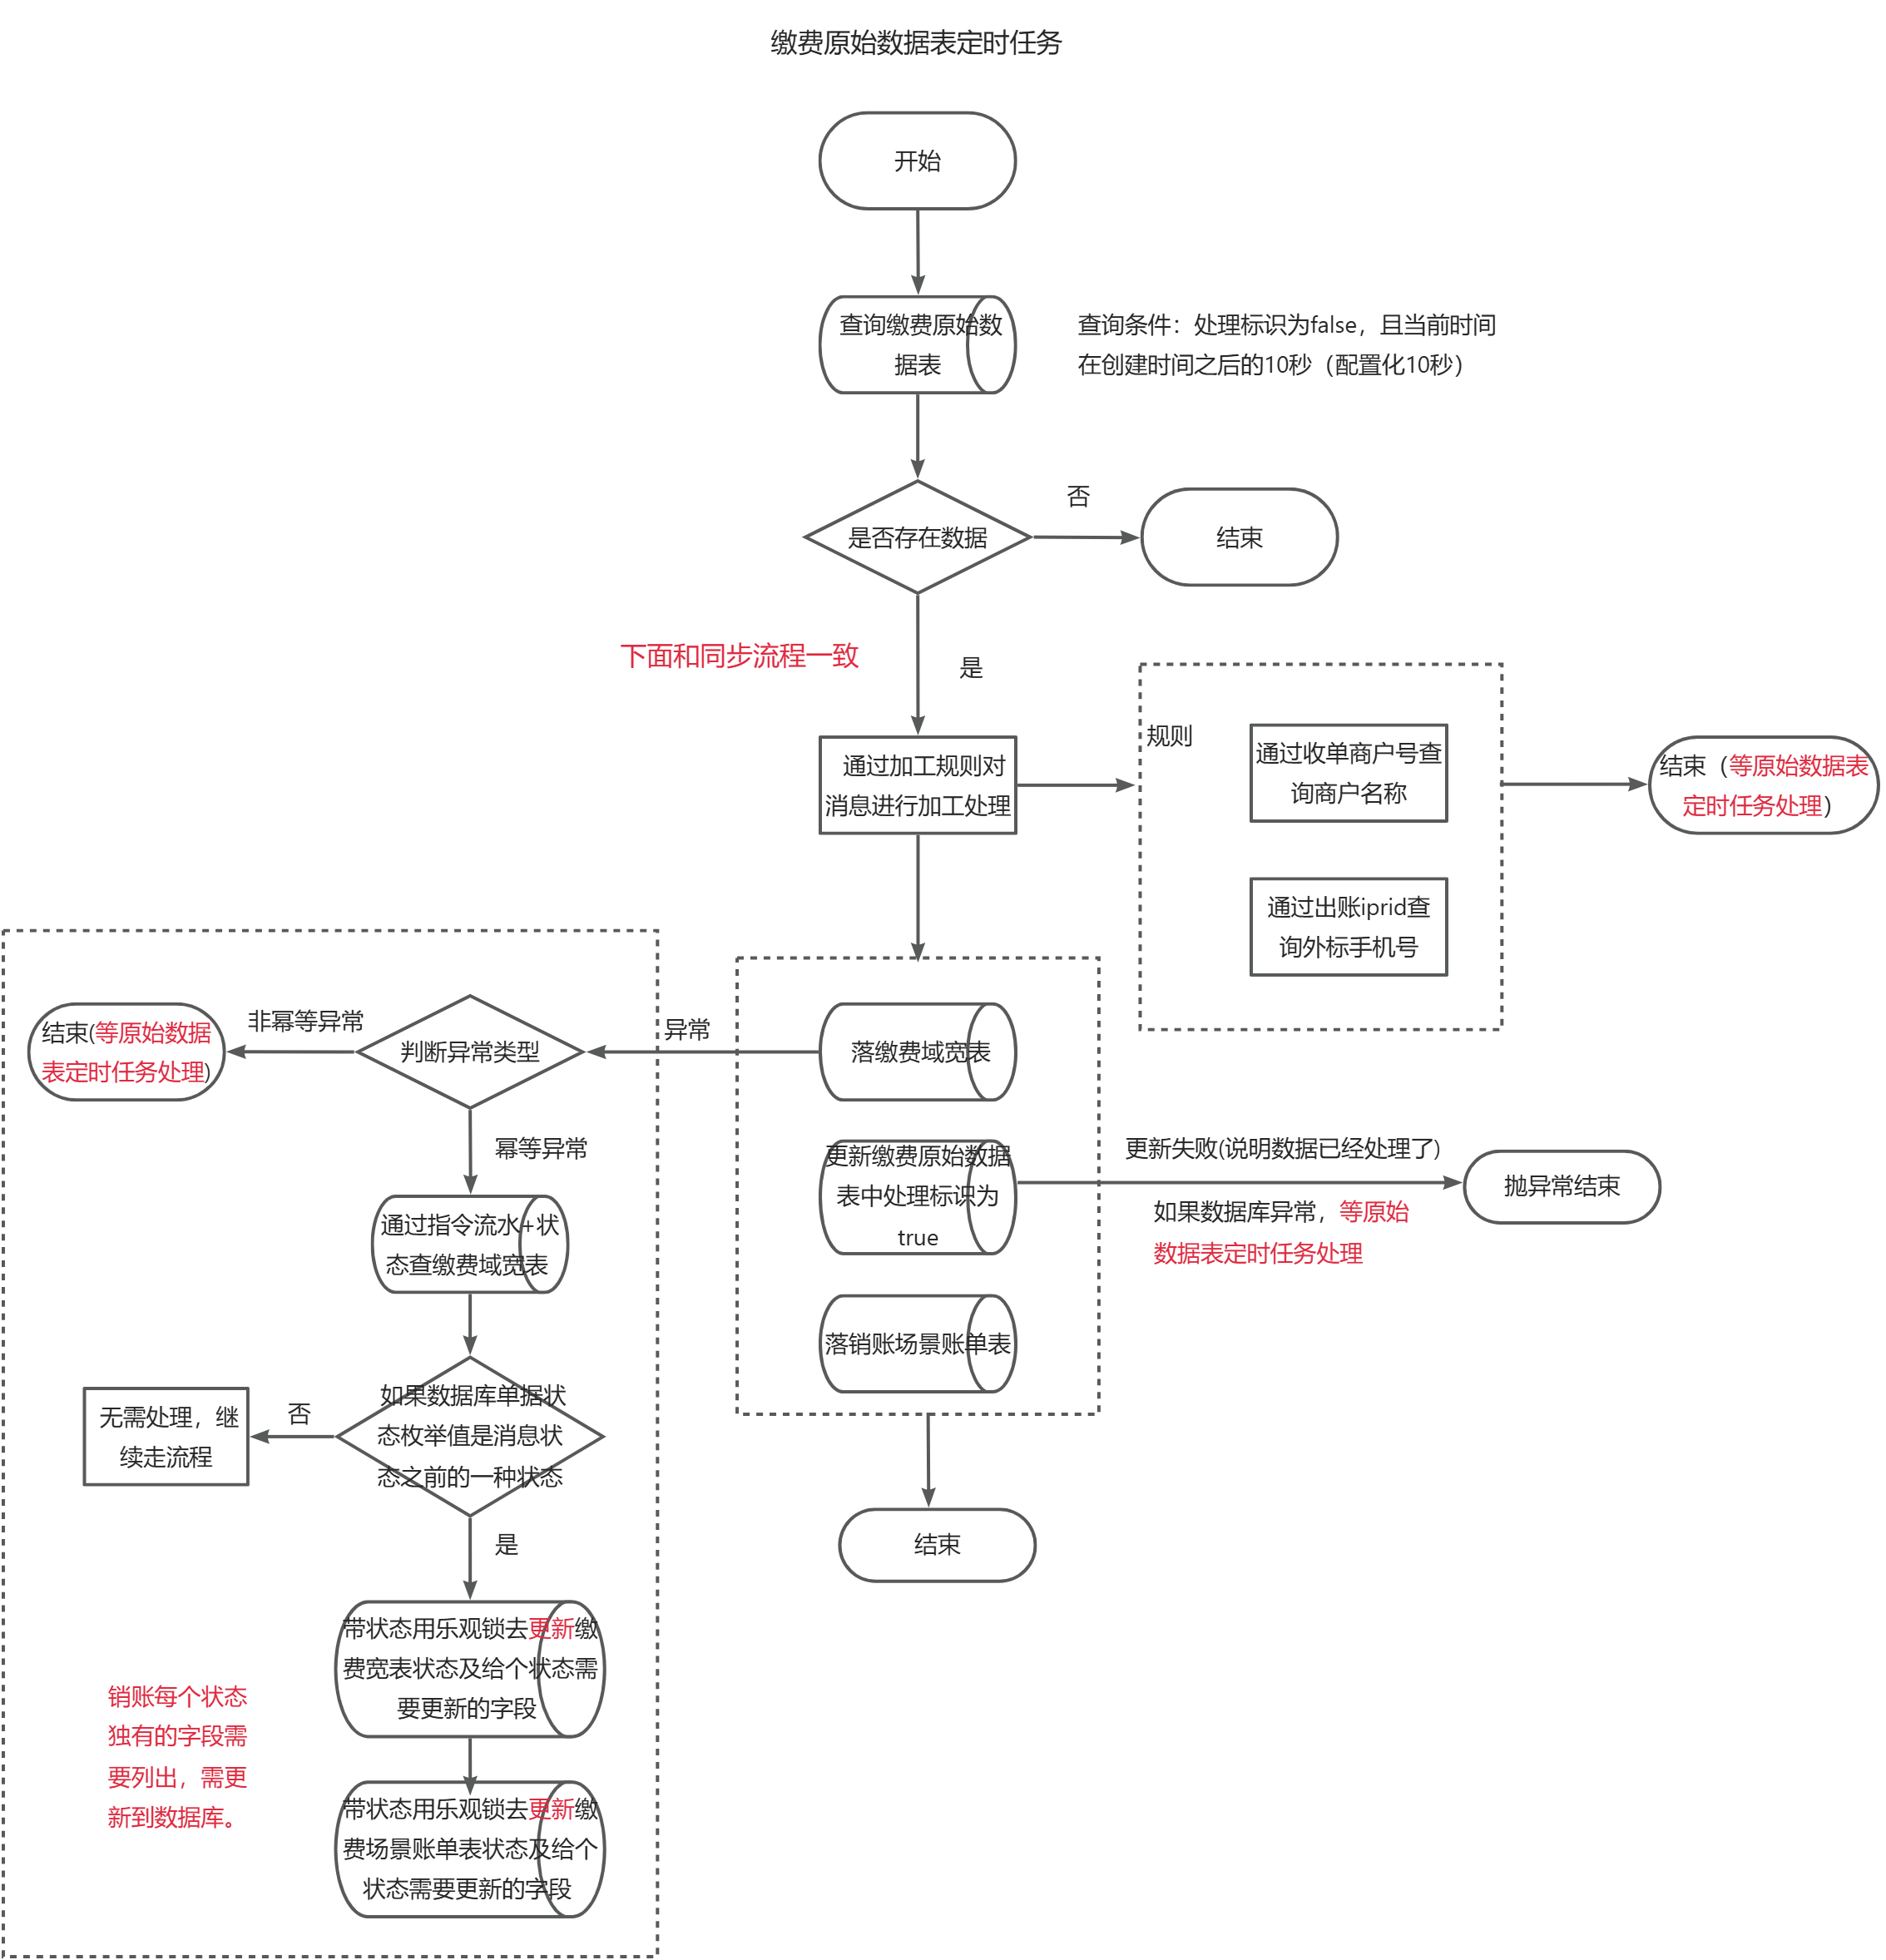 缴费原始数据表定时任务
开始
查询缴费原始数
据表
查询条件：处理标识为false，且当前时间
在创建时间之后的10秒（配置化10秒）
是否存在数据
否
结束
下面和同步流程一致
是
通过加工规则对
消息进行加工处理
规则
通过收单商户号查
询商户名称
通过出账iprid查
询外标手机号
结束（等原始数据表
定时任务处理）
落缴费域宽表
异常
判断异常类型
非幂等异常
结束(等原始数据
表定时任务处理)
幂等异常
通过指令流水+状
态查缴费域宽表
更新缴费原始数据
表中处理标识为
true
更新失败(说明数据已经处理了)
如果数据库异常，等原始
数据表定时任务处理
抛异常结束
落销账场景账单表
结束
如果数据库单据状
态枚举值是消息状
态之前的一种状态
否
无需处理，继
续走流程
是
带状态用乐观锁去更新缴
费宽表状态及给个状态需
要更新的字段
销账每个状态
独有的字段需
要列出，需更
新到数据库。
带状态用乐观锁去更新缴
费场景账单表状态及给个
状态需要更新的字段